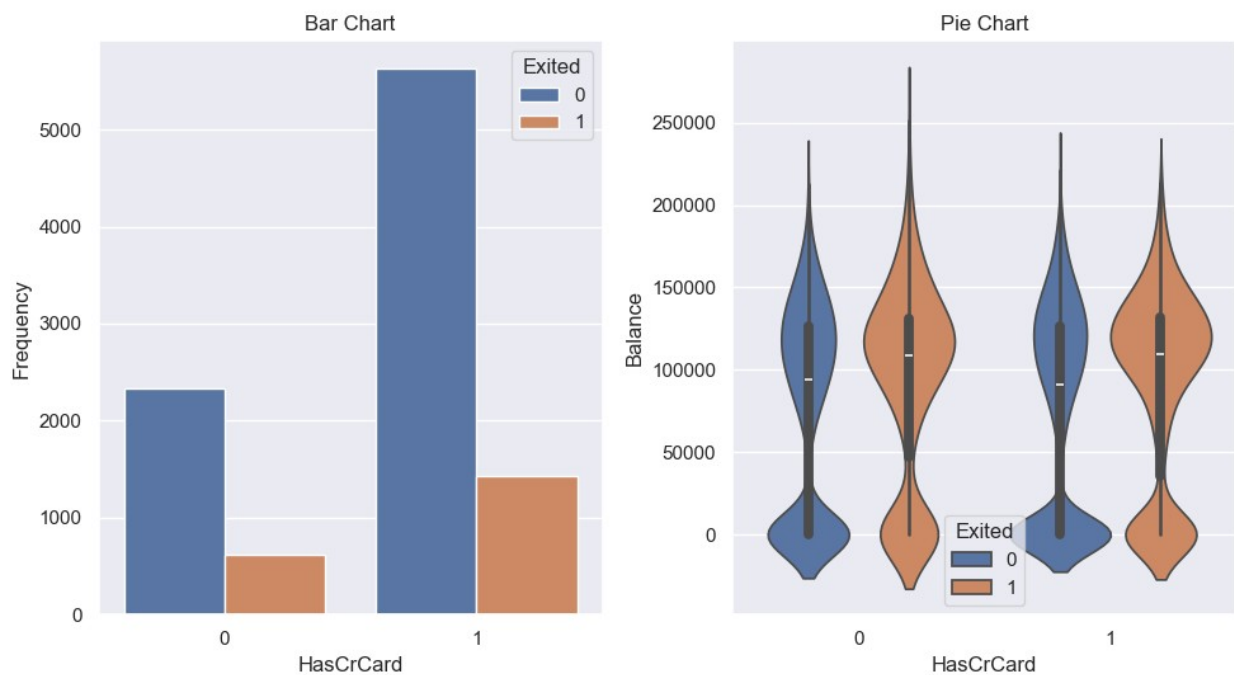 Bar Chart
Exited
0
1
5000
4000
3000
2000
1000
0
Frequency
0 1
HasCrCard
Pie Chart
250000
200000
150000
100000
50000
0
Balance
Exited
0
1
0 1
HasCrCard